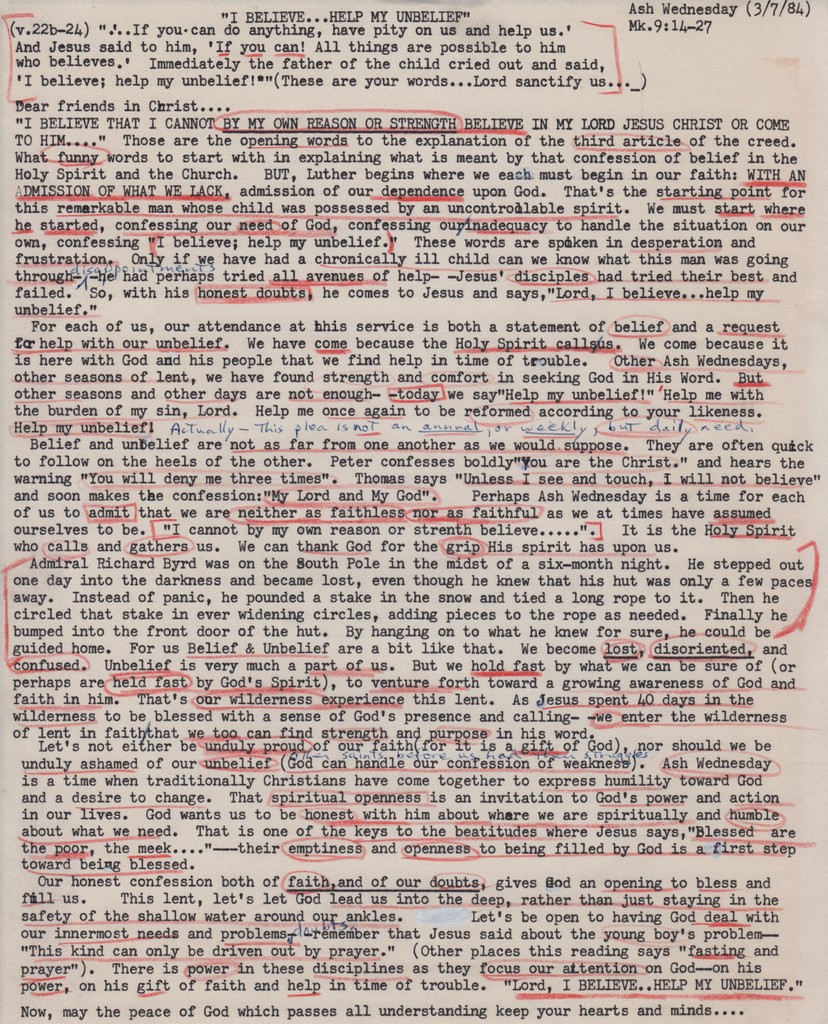 "I BELIEVE...HELP MY UNBELIEF"
Ash Wednesday (3/7/84)
Mk.9:14-27
(v.22b-24) "...If you can do anything, have pity on us and help us.'
And Jesus said to him, 'If you can! All things are possible to him
who believes.' Immediately the father of the child cried out and said,
'I believe; help my unbelief!'"(These are your words...Lord sanctify us..._)
Dear friends in Christ....
"I BELIEVE THAT I CANNOT BY MY OWN REASON OR STRENGTH BELIEVE IN MY LORD JESUS CHRIST OR COME
TO HIM...." Those are the opening words to the explanation of the third article of the creed.
What funny words to start with in explaining what is meant by that confession of belief in the
Holy Spirit and the Church. BUT, Luther begins where we each must begin in our faith: WITH AN
ADMISSION OF WHAT WE LACK, admission of our dependence upon God. That's the starting point for
this remarkable man whose child was possessed by an uncontrollable spirit. We must start where
he started, confessing our need of God, confessing our/inadequacy to handle the situation on our
own, confessing "I believe; help my unbelief." These words are spoken in desperation and
frustration. Only if we have had a chronically ill child can we know what this man was going
disappointments
through--he had perhaps tried all avenues of help- -Jesus' disciples had tried their best and
failed. So, with his honest doubts, he comes to Jesus and says,"Lord, I believe...help my
unbelief."
For each of us, our attendance at this service is both a statement of belief and a request
for help with our unbelief. We have come because the Holy Spirit calls/us. We come because it
is here with God and his people that we find help in time of trouble. Other Ash Wednesdays,
other seasons of lent, we have found strength and comfort in seeking God in His Word. But
other seasons and other days are not enough- -today we say"Help my unbelief!" Help me with
the burden of my sin, Lord. Help me once again to be reformed according to your likeness.
Help my unbelief! Actually - this plea is not an annual, or weekly, but daily need.
Belief and unbelief are not as far from one another as we would suppose. They are often quick
to follow on the heels of the other. Peter confesses boldly"You are the Christ." and hears the
warning "You will deny me three times". Thomas says "Unless I see and touch, I will not believe"
and soon makes the confession:"My Lord and My God". Perhaps Ash Wednesday is a time for each
of us to admit that we are neither as faithless nor as faithful as we at times have assumed
ourselves to be. "I cannot by my own reason or strenth believe.....". It is the Holy Spirit
who calls and gathers us. We can thank God for the grip His spirit has upon us.
Admiral Richard Byrd was on the South Pole in the midst of a six-month night. He stepped out
one day into the darkness and became lost, even though he knew that his hut was only a few paces
away. Instead of panic, he pounded a stake in the snow and tied a long rope to it. Then he
circled that stake in ever widening circles, adding pieces to the rope as needed. Finally he
bumped into the front door of the hut. By hanging on to what he knew for sure, he could be
guided home. For us Belief & Unbelief are a bit like that. We become lost, disoriented, and
confused. Unbelief is very much a part of us. But we hold fast by what we can be sure of (or
perhaps are held fast by God's Spirit), to venture forth toward a growing awareness of God and
faith in him. That's our wilderness experience this lent. As Jesus spent 40 days in the
wilderness to be blessed with a sense of God's presence and calling- -we enter the wilderness
of lent in faith/that we too can find strength and purpose in his word.
Let's not either be unduly proud of our faith(for it is a gift of God), nor should we be
Other saints before us had their struggles
unduly ashamed of our unbelief (God can handle our confession of weakness). Ash Wednesday
is a time when traditionally Christians have come together to express humility toward God
and a desire to change. That spiritual openness is an invitation to God's power and action
in our lives. God wants us to be honest with him about where we are spiritually and humble
about what we need. That is one of the keys to the beatitudes where Jesus says,"Blessed are
the poor, the meek...."--their emptiness and openness to being filled by God is a first step
toward being blessed.
Our honest confession both of faith,and of our doubts, gives God an opening to bless and
fill us. This lent, let's let God lead us into the deep, rather than just staying in the
safety of the shallow water around our ankles. Let's be open to having God deal with
doubts
our innermost needs and problems--remember that Jesus said about the young boy's problem--
"This kind can only be driven out by prayer." (Other places this reading says "fasting and
prayer"). There is power in these disciplines as they focus our attention on God--on his
power, on his gift of faith and help in time of trouble. "Lord, I BELIEVE..HELP MY UNBELIEF."
Now, may the peace of God which passes all understanding keep your hearts and minds....